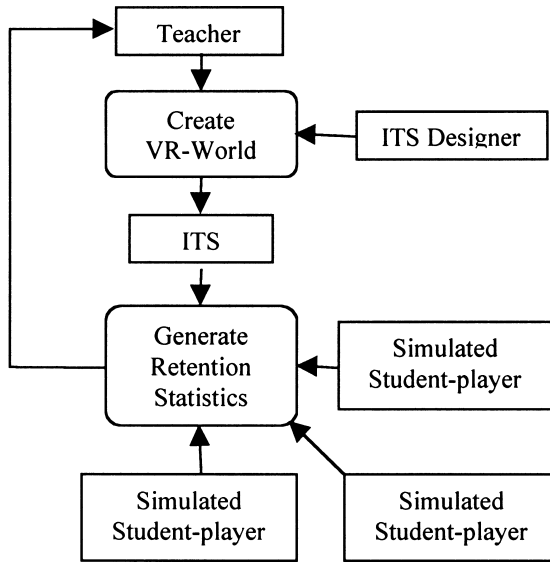 Teacher
Create
VR-World
ITS Designer
ITS
Generate
Retention
Statistics
Simulated
Student-player
Simulated
Student-player
Simulated
Student-player